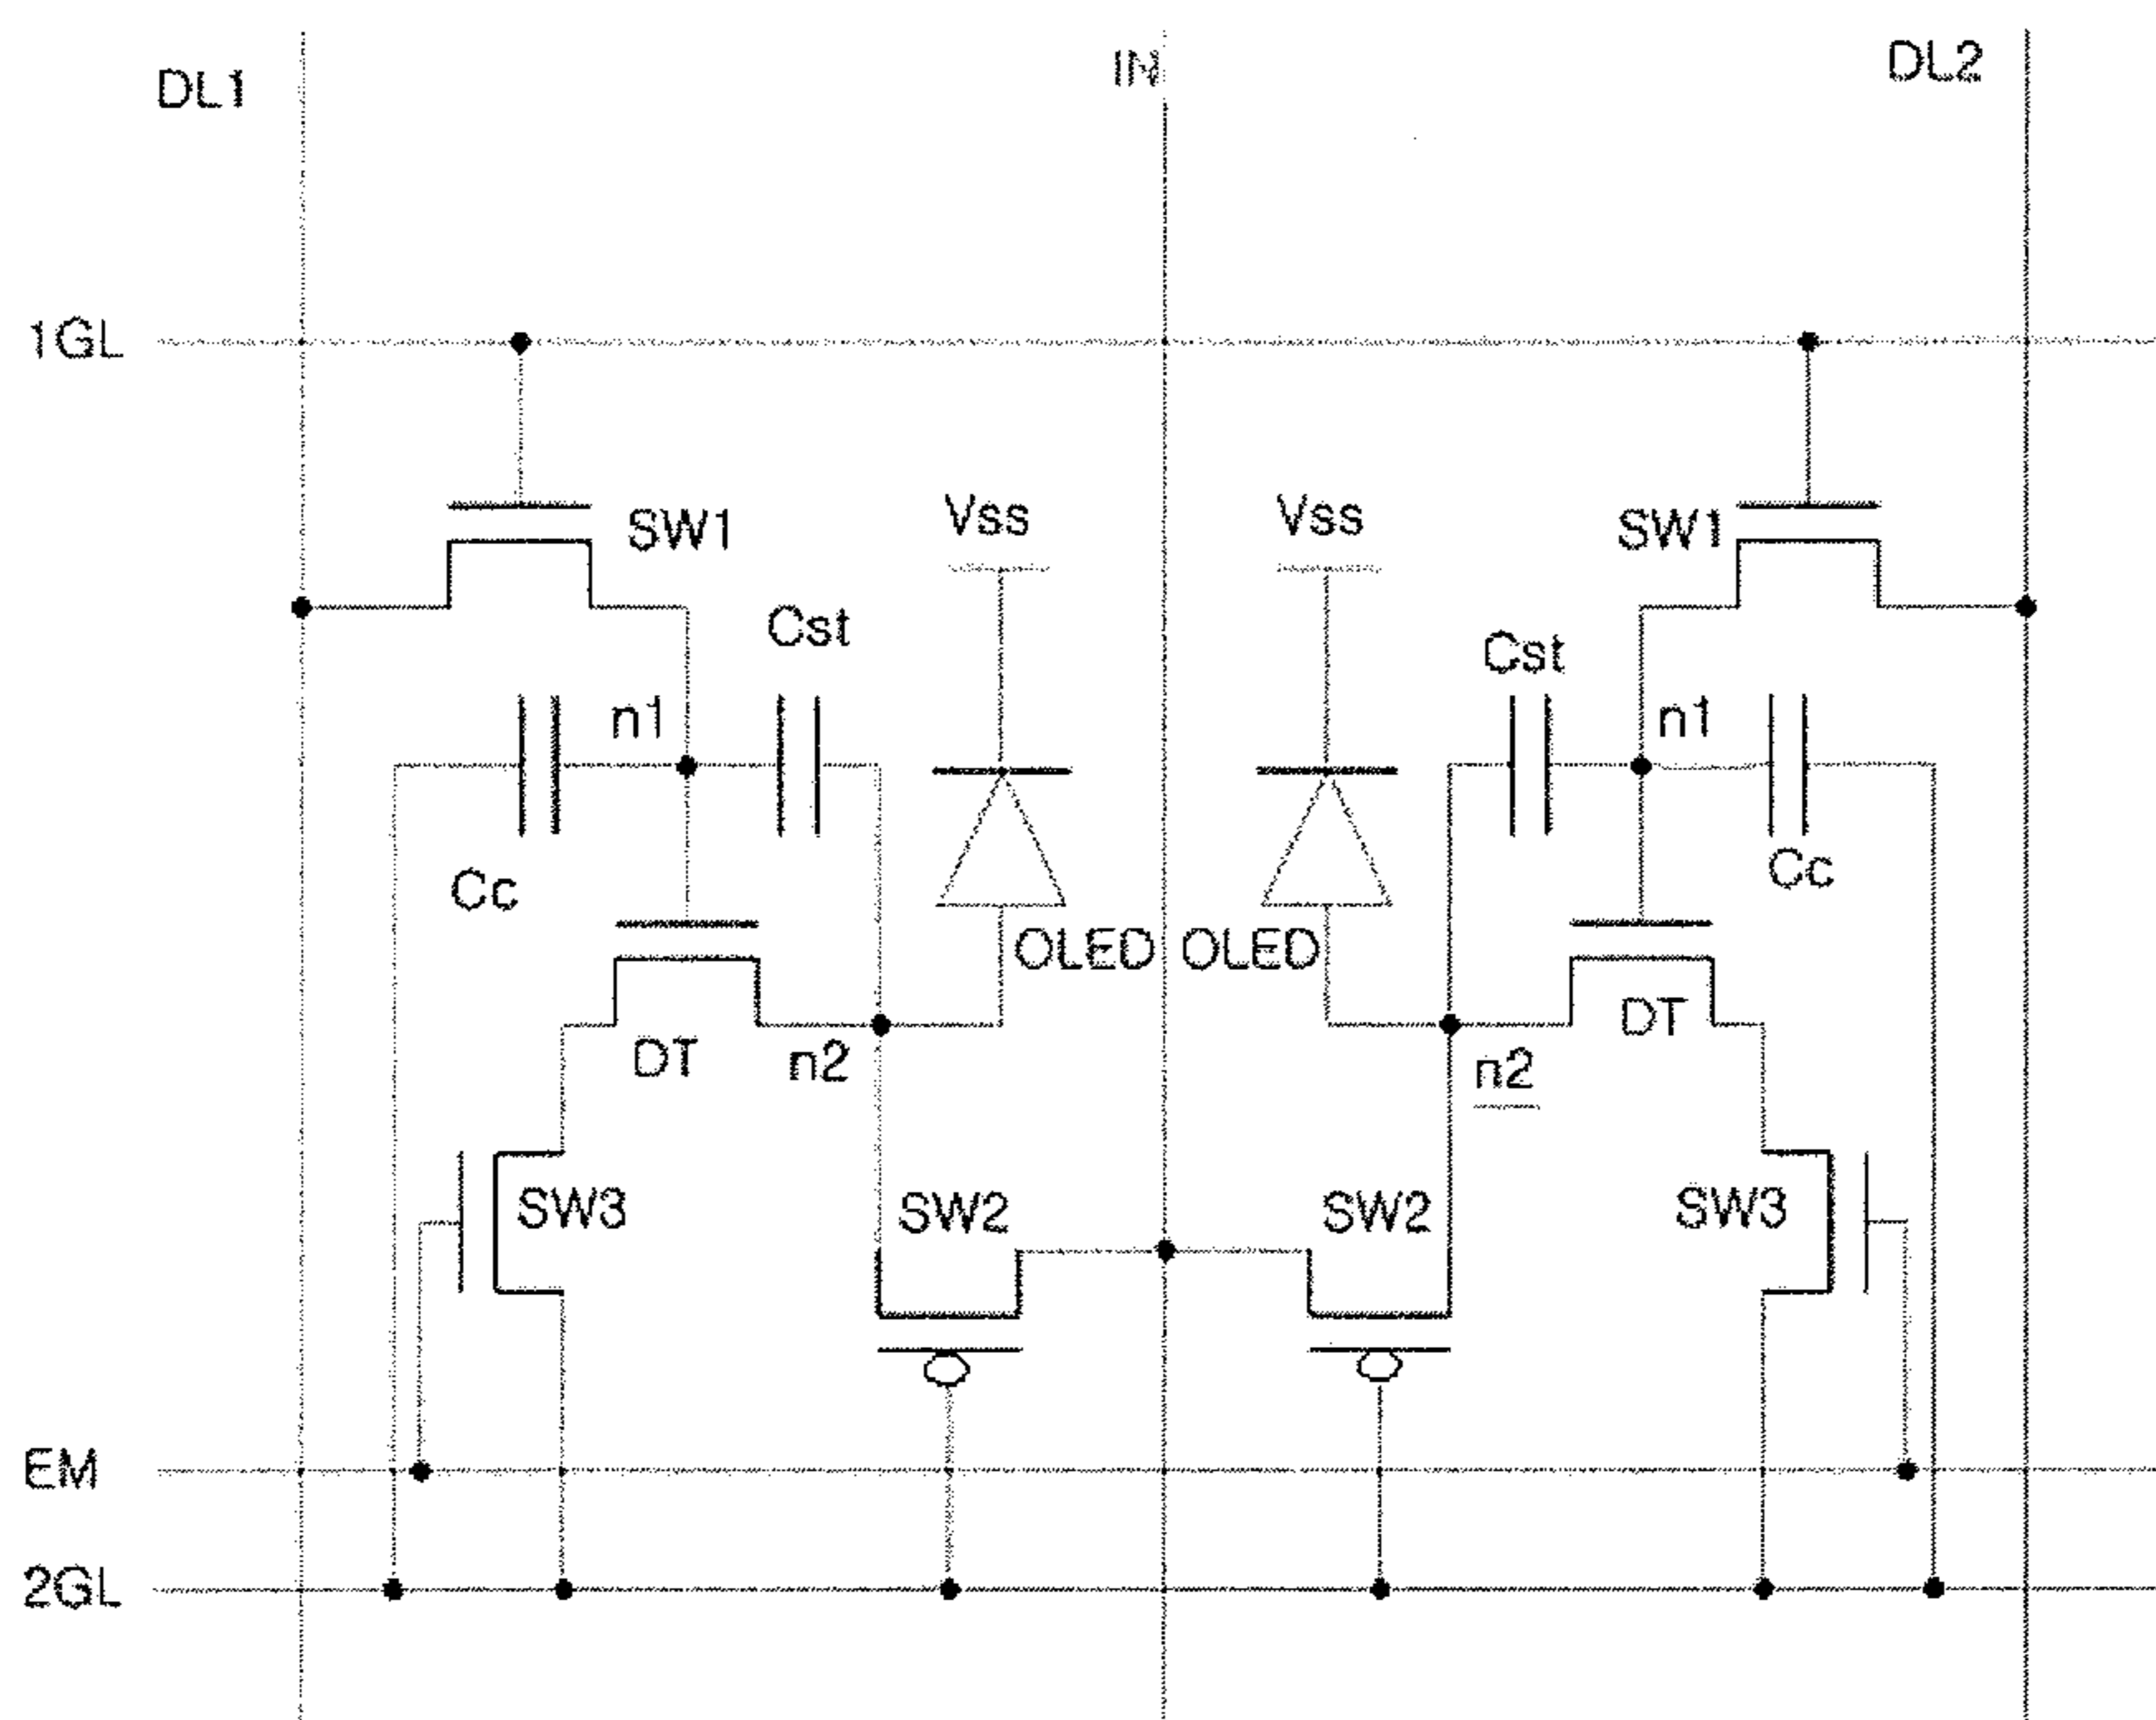 DL1
IN
DL2
1GL
SW1
Vss
Vss
SW1
Cst
Cst
n1
n1
Cc
Cc
OLED
OLED
DT
n2
n2
DT
SW3
SW2
SW2
SW3
EM
2GL